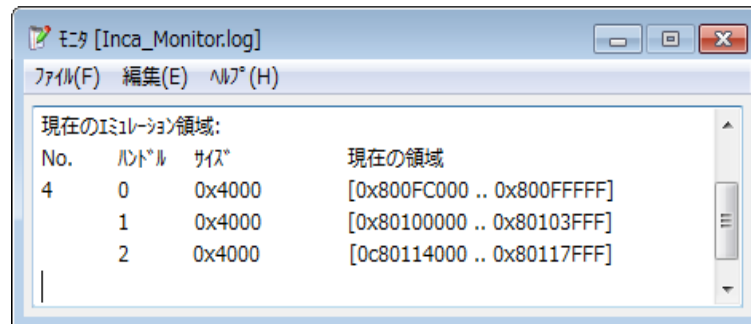 ﾓﾆﾀ [Inca_Monitor.log]
ﾌｧｲﾙ(F) 編集(E) ﾍﾙﾌﾟ(H)
現在のｴﾐｭﾚｰｼｮﾝ領域:
No. ﾊﾝﾄﾞﾙ ｻｲｽﾞ 現在の領域
4 0 0x4000 [0x800FC000 .. 0x800FFFFF]
1 0x4000 [0x80100000 .. 0x80103FFF]
2 0x4000 [0c80114000 .. 0x80117FFF]